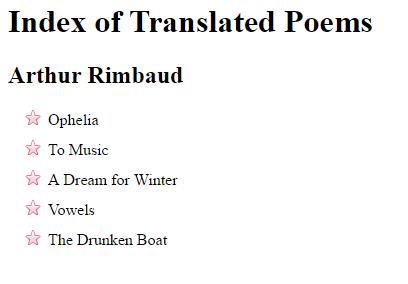 Index of Translated Poems
Arthur Rimbaud
Ophelia
To Music
A Dream for Winter
Vowels
The Drunken Boat